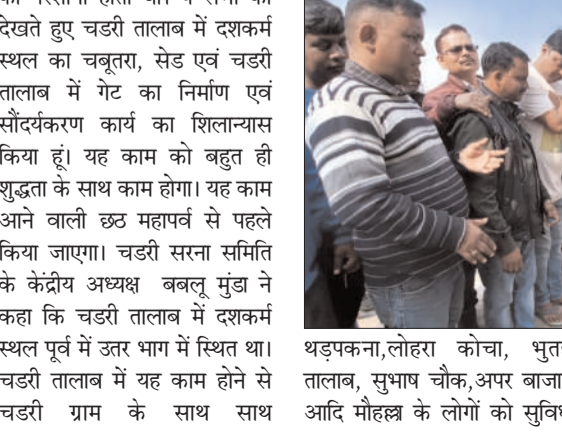 देखते हुए चडरी तालाब में दशकर्म
स्थल का चबूतरा, सेड एवं चडरी
तालाब में गेट का निर्माण एवं
सौंदर्यकरण कार्य का शिलान्यास
किया हूं। यह काम को बहुत ही
शुद्धता के साथ काम होगा। यह काम
आने वाली छठ महापर्व से पहले
किया जाएगा। चडरी सरना समिति
के केंद्रीय अध्यक्ष बबलू मुंडा ने
कहा कि चडरी तालाब में दशकर्म
स्थल पूर्व में उतर भाग में स्थित था।
चडरी तालाब में यह काम होने से
चडरी ग्राम के साथ साथ
थड़पकना,लोहरा कोचा,
तालाब, सुभाष चौक,अपर
आदि मौहल्ला के लोगों को